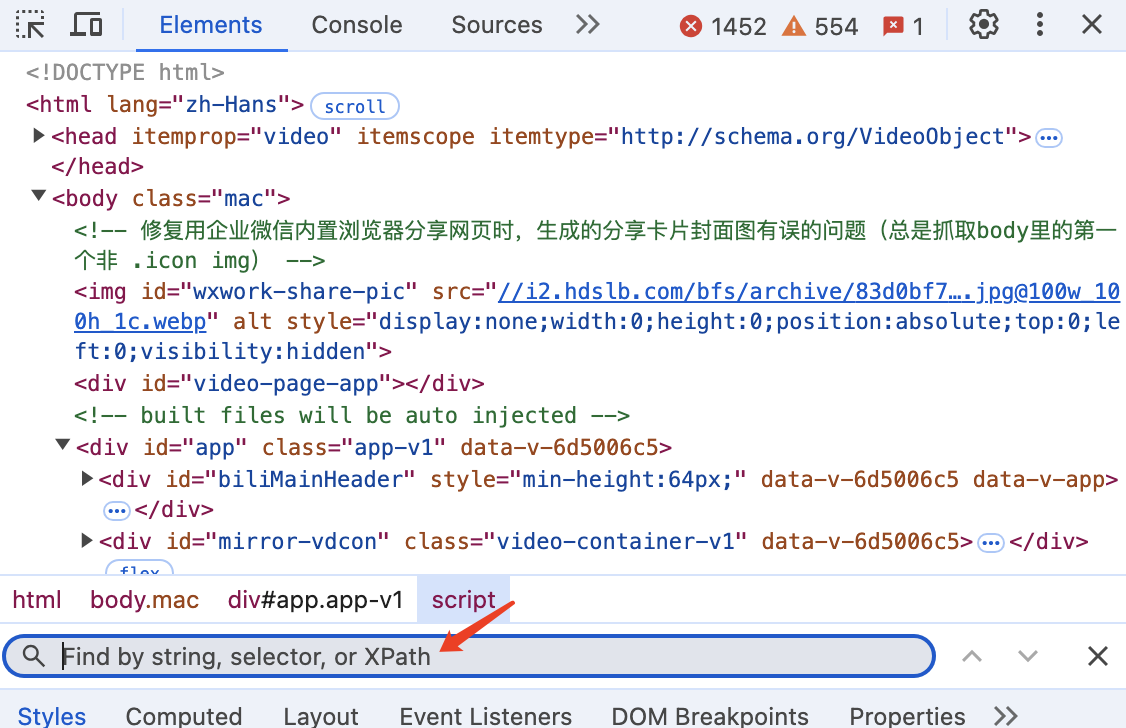 Elements Console Sources 1452 554 1
<!DOCTYPE html>
<html lang="zh-Hans"> scroll
<head itemprop="video" itemscope itemtype="http://schema.org/VideoObject">
</head>
<body class="mac">
<!-- 修复用企业微信内置浏览器分享网页时，生成的分享卡片封面图有误的问题（总是抓取body里的第一
个非 .icon img） -->
<img id="wxwork-share-pic" src="//i2.hdslb.com/bfs/archive/83d0bf7….jpg@100w_10
0h_1c.webp" alt style="display:none;width:0;height:0;position:absolute;top:0;le
ft:0;visibility:hidden">
<div id="video-page-app"></div>
<!-- built files will be auto injected -->
<div id="app" class="app-v1" data-v-6d5006c5>
<div id="biliMainHeader" style="min-height:64px;" data-v-6d5006c5 data-v-app>
</div>
<div id="mirror-vdcon" class="video-container-v1" data-v-6d5006c5> </div>
flex
html body.mac div#app.app-v1 script
Find by string, selector, or XPath
Styles Computed Layout Event Listeners DOM Breakpoints Properties